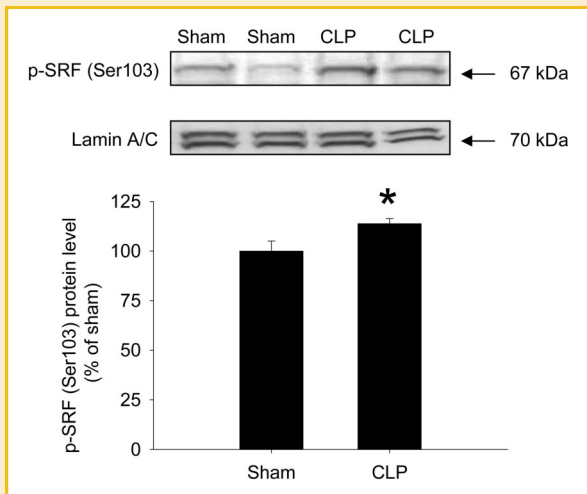 Sham Sham CLP CLP
p-SRF (Ser103) 67 kDa
Lamin A/C 70 kDa
*
125
100
75
50
25
0
p-SRF (Ser103) protein level
(% of sham)
Sham CLP